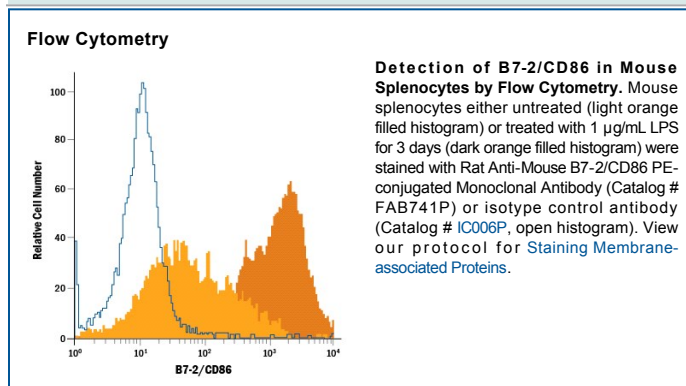 Flow Cytometry
Detection of B7-2/CD86 in Mouse
Splenocytes by Flow Cytometry. Mouse
splenocytes either untreated (light orange
filled histogram) or treated with 1 µg/mL LPS
for 3 days (dark orange filled histogram) were
stained with Rat Anti-Mouse B7-2/CD86 PE-
conjugated Monoclonal Antibody (Catalog #
FAB741P) or isotype control antibody
(Catalog # IC006P, open histogram). View
our protocol for Staining Membrane-
associated Proteins.
Relative Cell Number
100
80
60
40
20
0
10⁰ 10¹ 10² 10³ 10⁴
B7-2/CD86